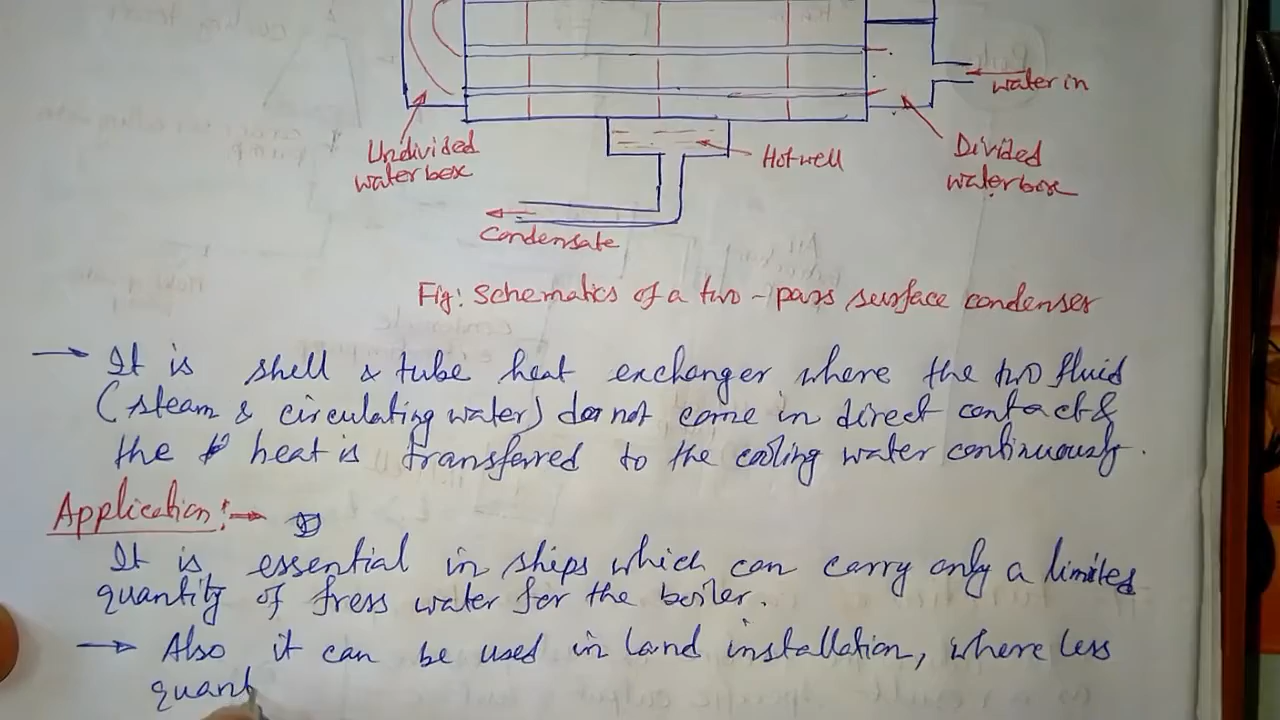 water in
Undivided
waterbox
Hotwell
Divided
waterbox
Condensate
Fig: Schematics of a two-pass surface condenser
→ It is shell & tube heat exchanger where the two fluid
(steam & circulating water) do not come in direct contact &
the heat is transferred to the cooling water continuously.
Application:→
It is essential in ships which can carry only a limited
quantity of fress water for the boiler.
→ Also it can be used in land installation, where less
quant